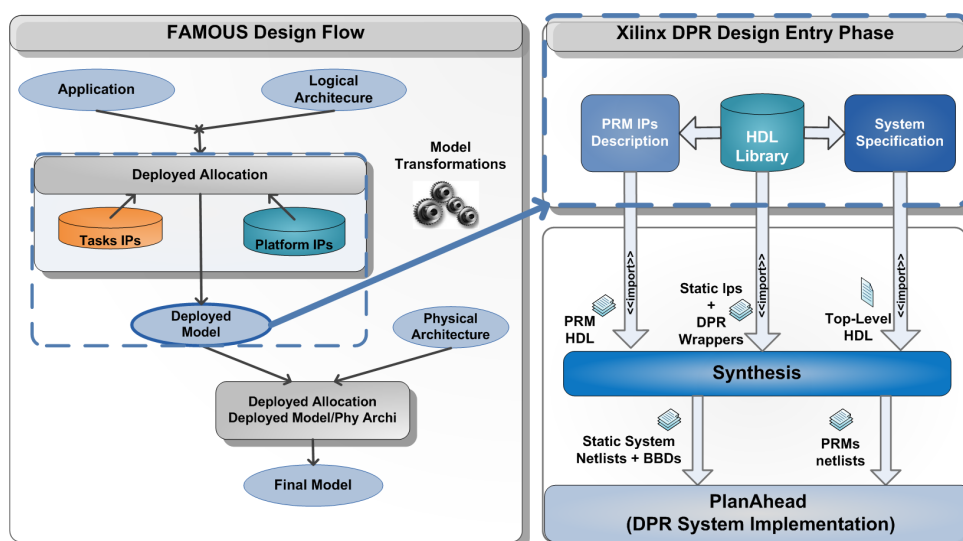 FAMOUS Design Flow
Application
Logical
Architecure
Deployed Allocation
Tasks IPs
Platform IPs
Model
Transformations
Deployed
Model
Physical
Architecture
Deployed Allocation
Deployed Model/Phy Archi
Final Model
Xilinx DPR Design Entry Phase
PRM IPs
Description
HDL
Library
System
Specification
<<import>>
<<import>>
<<import>>
PRM
HDL
Static Ips
+
DPR
Wrappers
Top-Level
HDL
Synthesis
Static System
Netlists + BBDs
PRMs
netlists
PlanAhead
(DPR System Implementation)